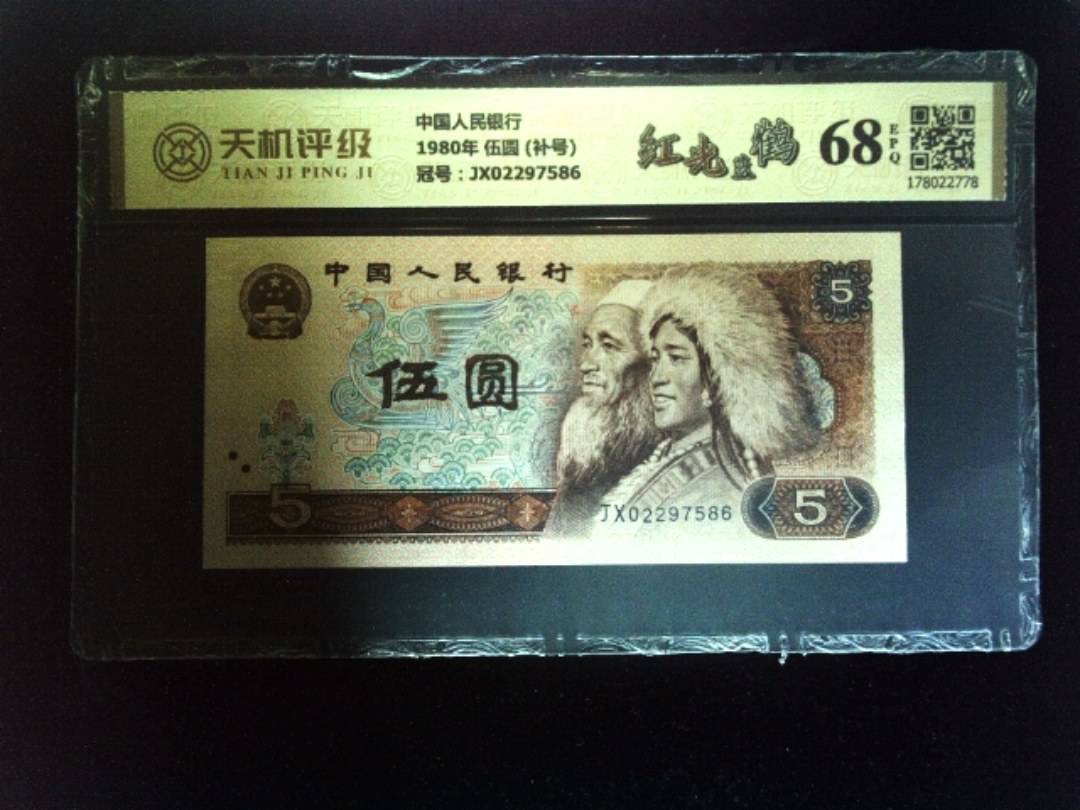 天机评级
TIAN JI PING JI
中国人民银行
1980年 伍圆 (补号)
冠号:JX02297586
红光蓝鹤
68
EPQ
178022778
中国人民银行
5
伍圆
5
JX02297586
5